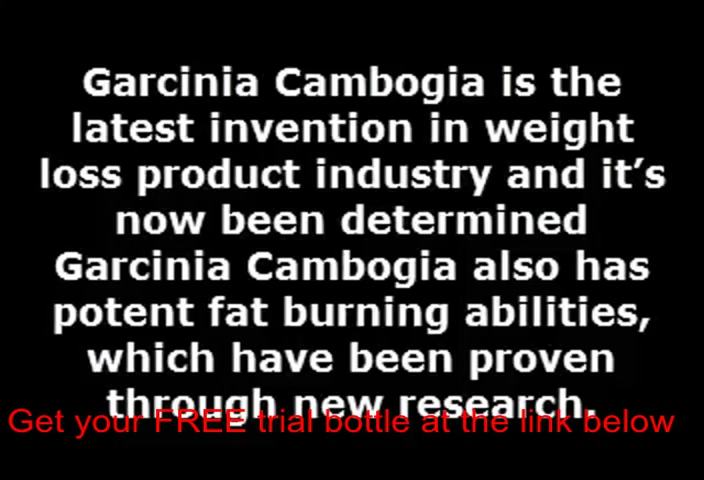 Garcinia Cambogia is the
latest invention in weight
loss product industry and it’s
now been determined
Garcinia Cambogia also has
potent fat burning abilities,
which have been proven
through new research.
Get your FREE trial bottle at the link below